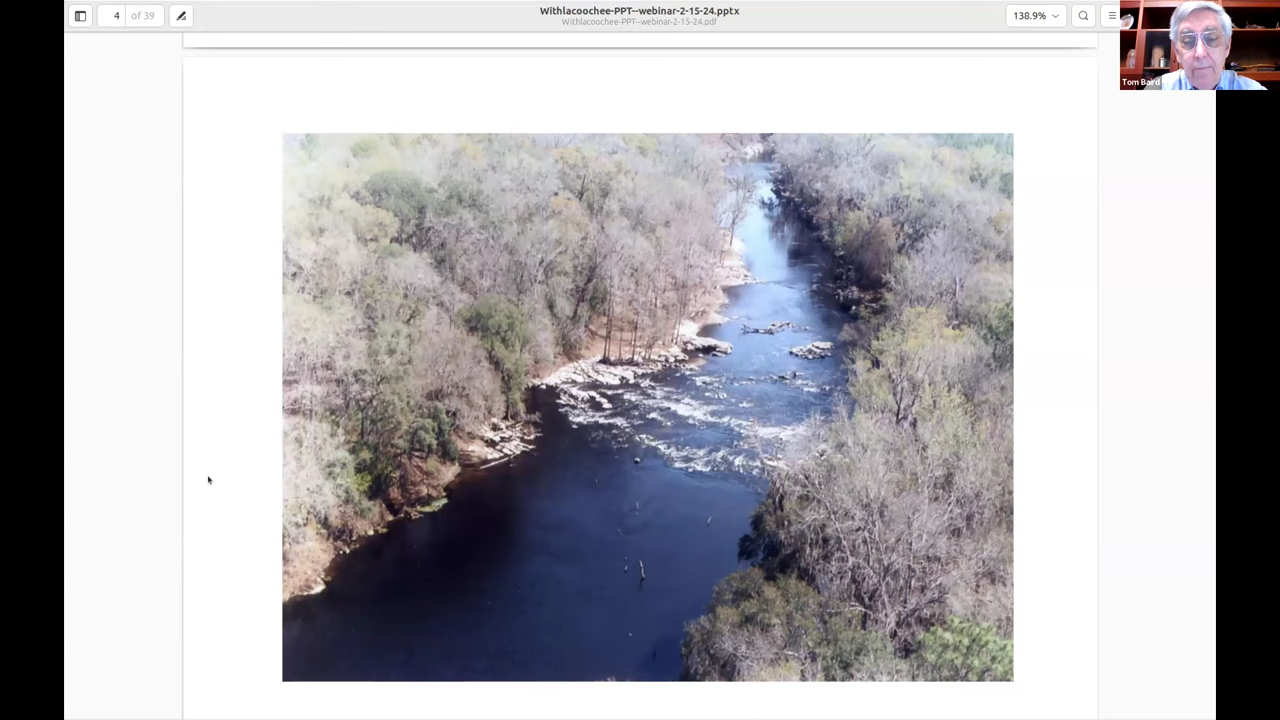 4 of 39
Withlacoochee-PPT--webinar-2-15-24.pptx
Withlacoochee-PPT--webinar-2-15-24.pdf
138.9%
Tom Baird